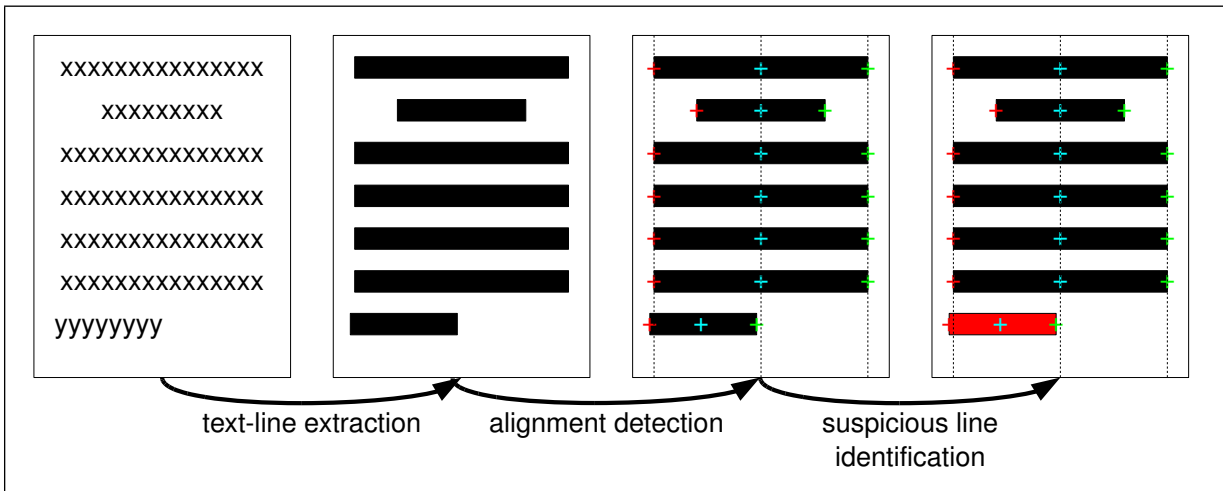 xxxxxxxxxxxxxxx
xxxxxxxxx
xxxxxxxxxxxxxxx
xxxxxxxxxxxxxxx
xxxxxxxxxxxxxxx
xxxxxxxxxxxxxxx
yyyyyyyy
text-line extraction
alignment detection
suspicious line
identification